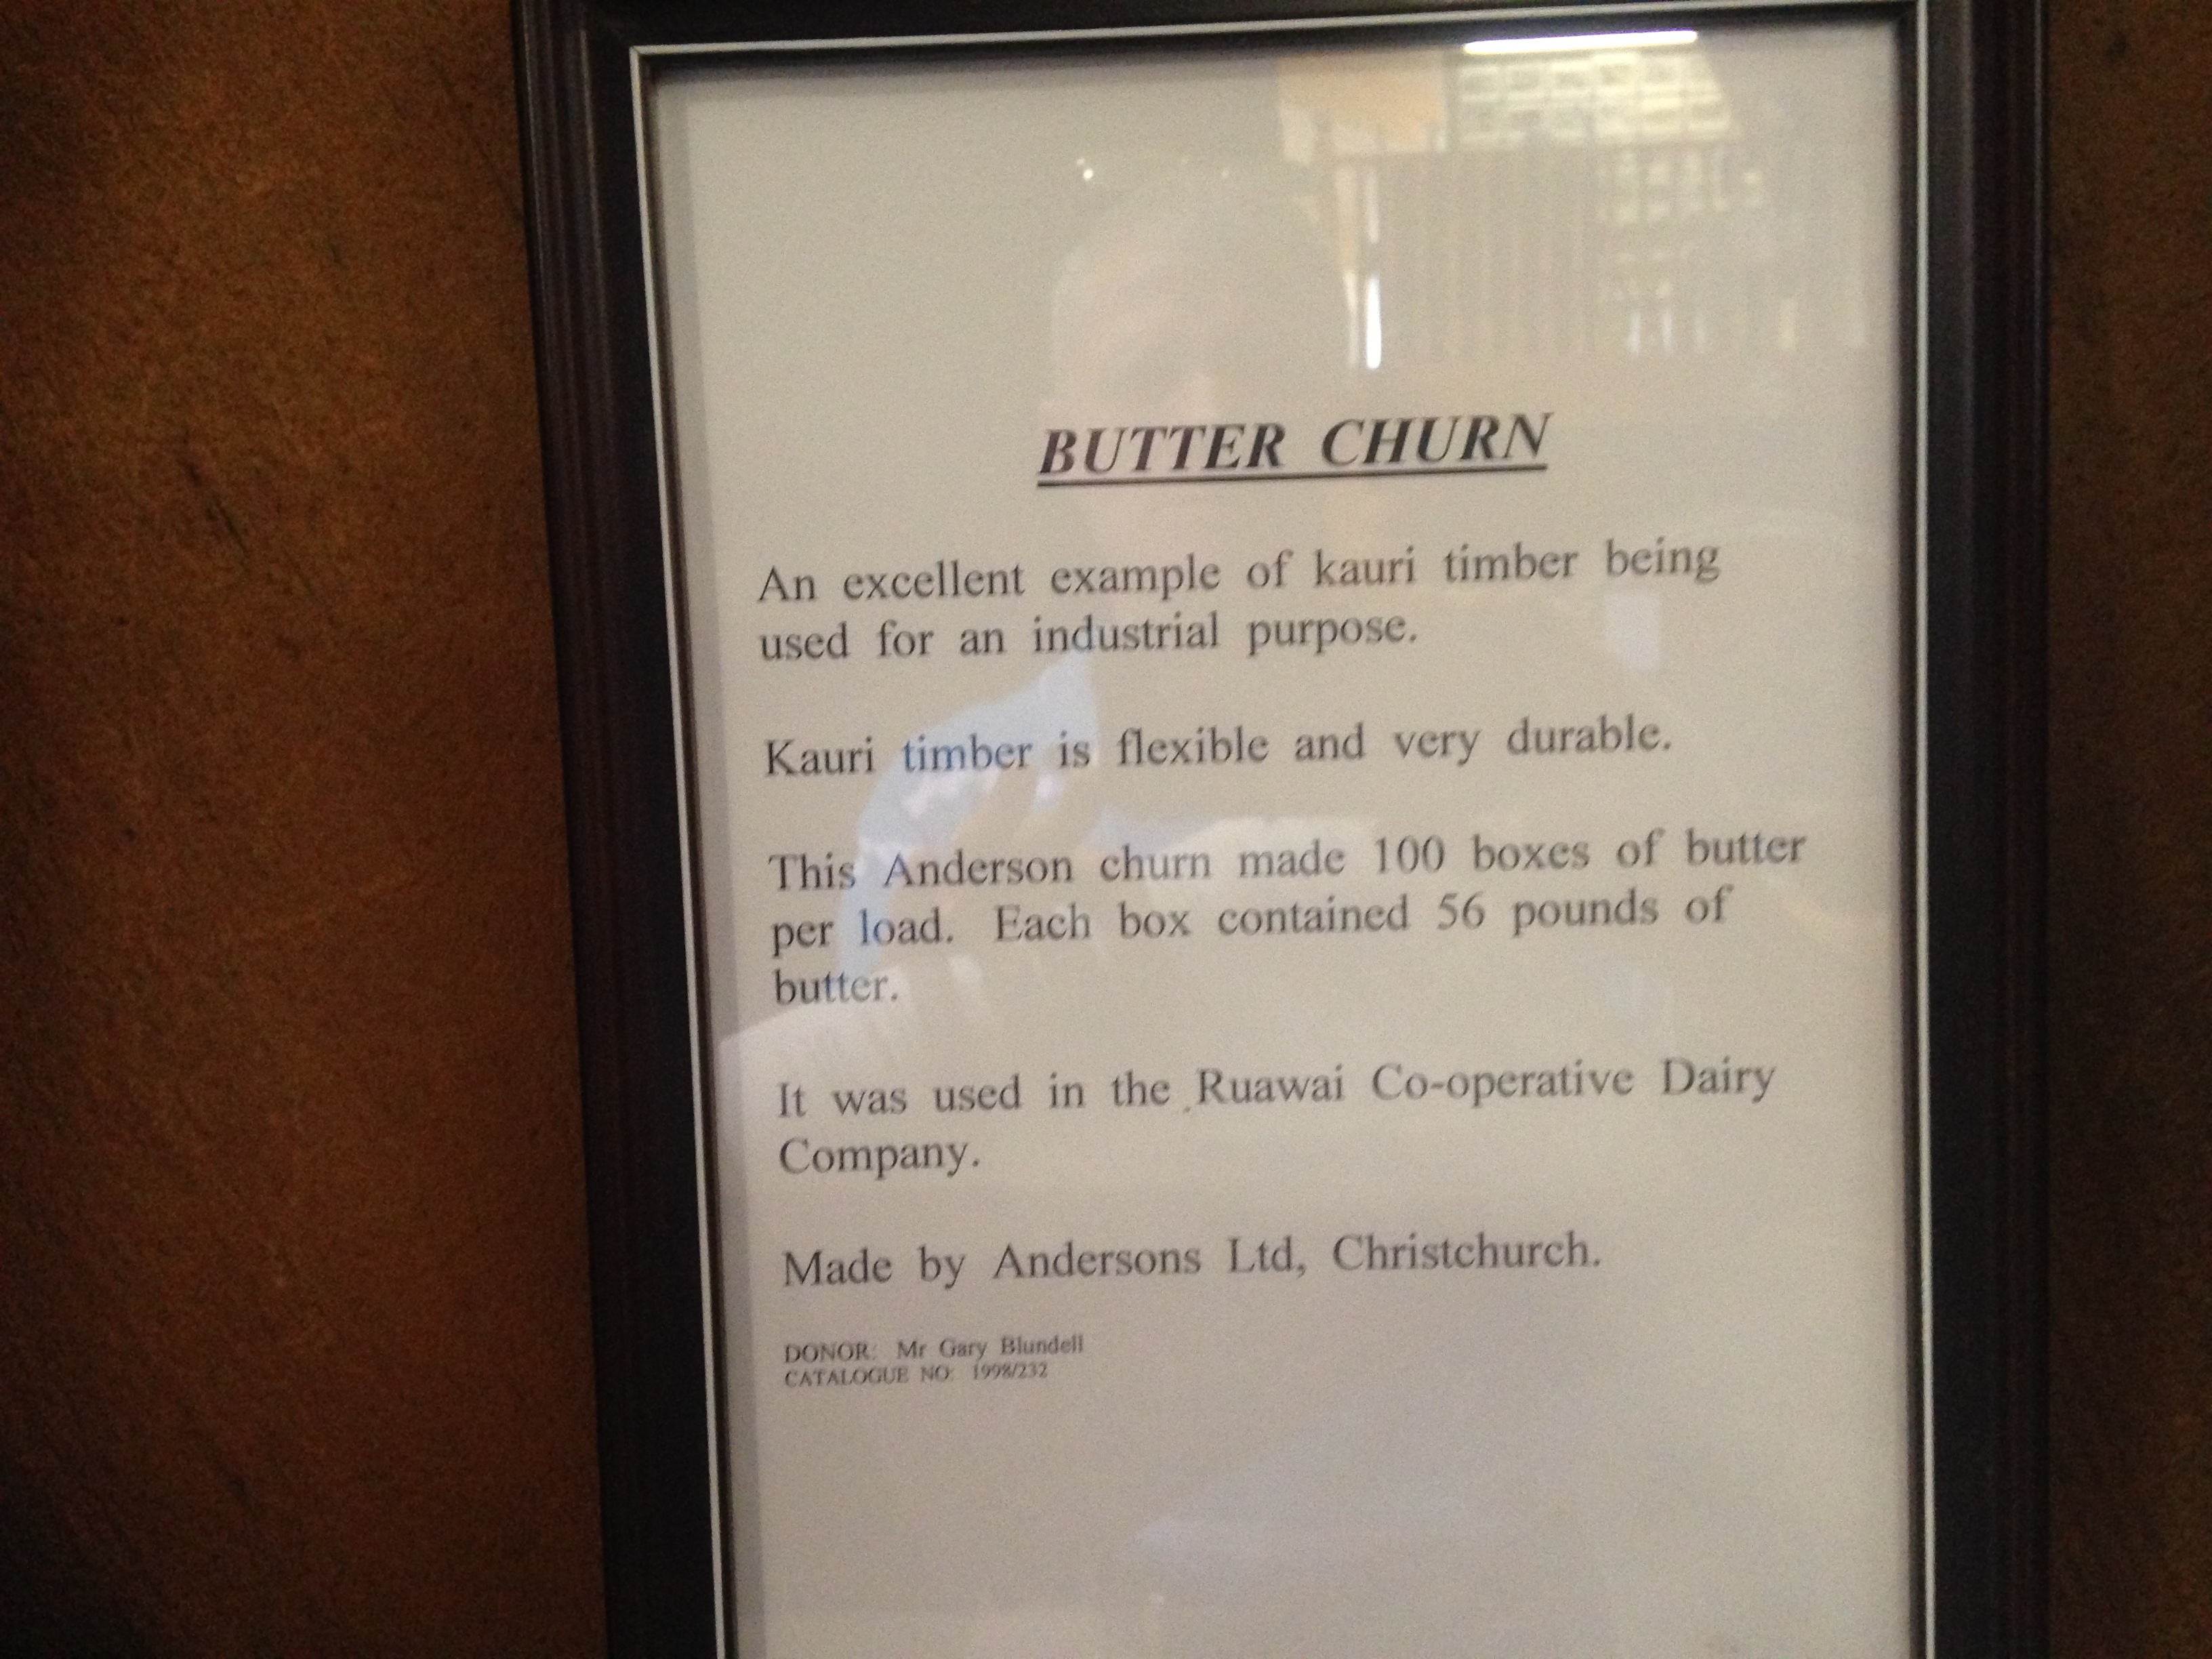 BUTTER CHURN
An excellent example of kauri timber being
used for an industrial purpose.
Kauri timber is flexible and very durable.
This Anderson churn made 100 boxes of butter
per load. Each box contained 56 pounds of
butter.
It was used in the Ruawai Co-operative Dairy
Company.
Made by Andersons Ltd, Christchurch.
DONOR: Mr Gary Blundell
CATALOGUE NO: 1998/232